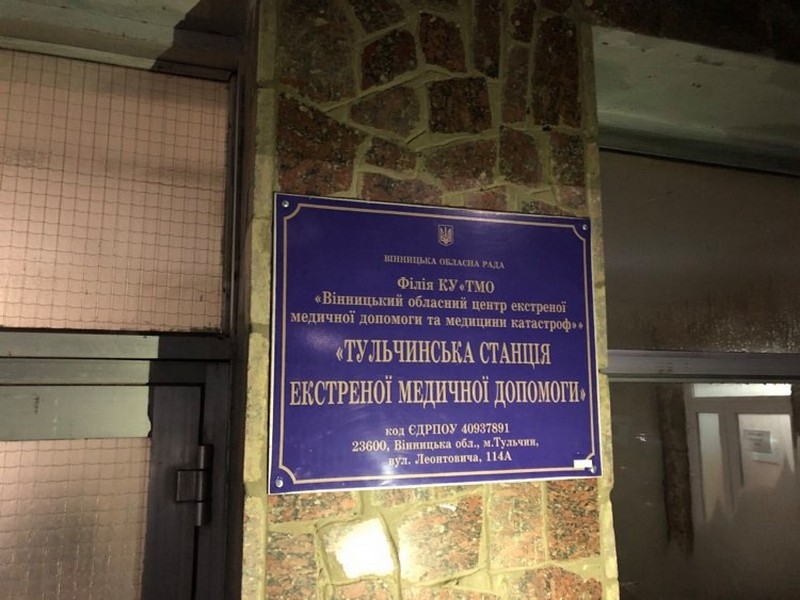 ВІННИЦЬКА ОБЛАСНА РАДА
Філія КУ«ТМО
«Вінницький обласний центр екстреної
медичної допомоги та медицини катастроф»»
«ТУЛЬЧИНСЬКА СТАНЦІЯ
ЕКСТРЕНОЇ МЕДИЧНОЇ ДОПОМОГИ»
код ЄДРПОУ 40937891
23600, Вінницька обл., м.Тульчин,
вул. Леонтовича, 114А